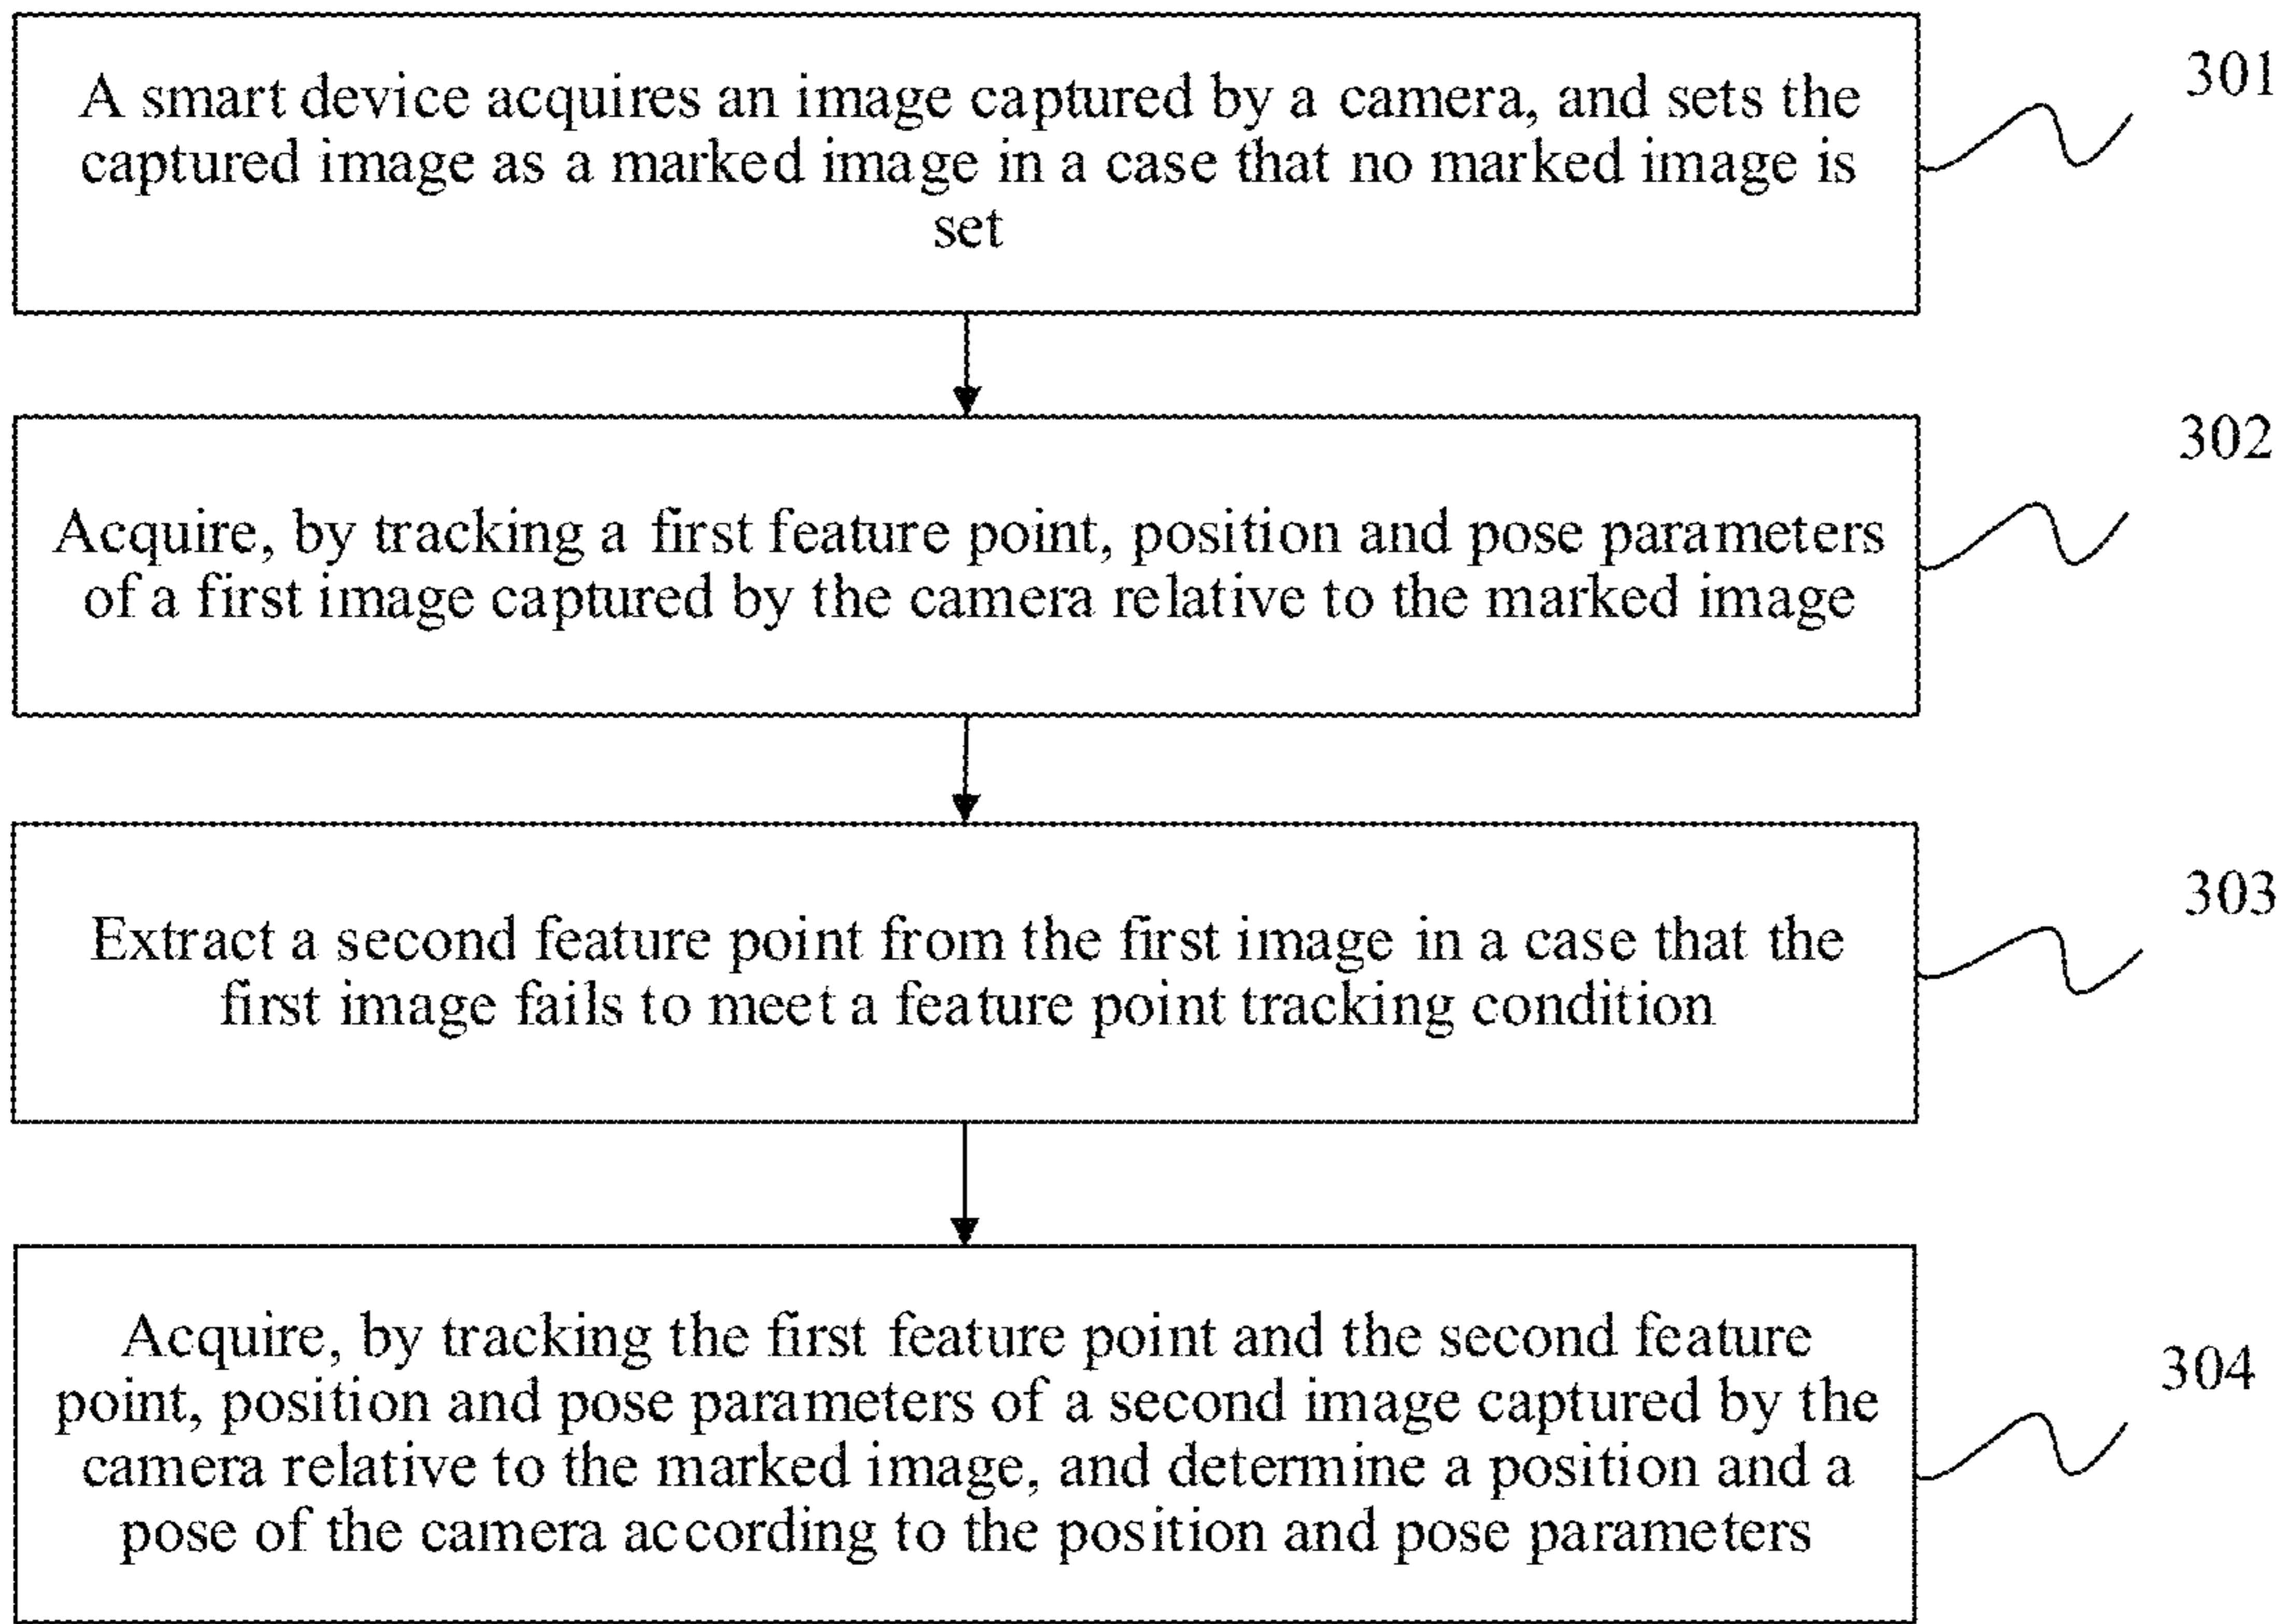 A smart device acquires an image captured by a camera, and sets the
captured image as a marked image in a case that no marked image is
set
301
Acquire, by tracking a first feature point, position and pose parameters
of a first image captured by the camera relative to the marked image
302
Extract a second feature point from the first image in a case that the
first image fails to meet a feature point tracking condition
303
Acquire, by tracking the first feature point and the second feature
point, position and pose parameters of a second image captured by the
camera relative to the marked image, and determine a position and a
pose of the camera according to the position and pose parameters
304